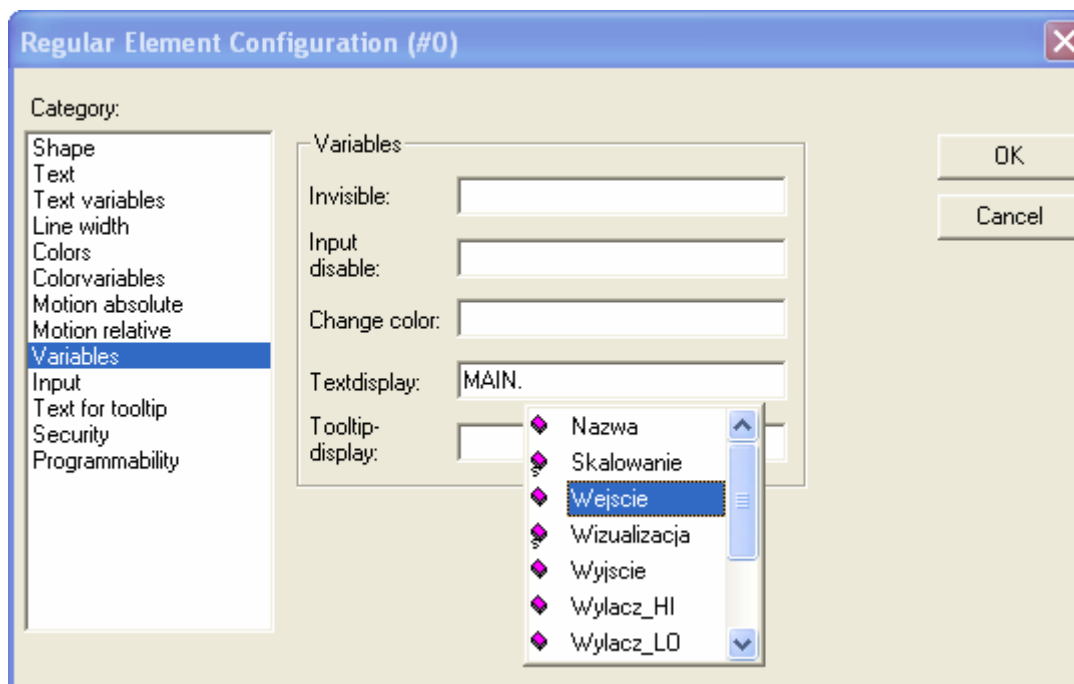 Regular Element Configuration (#0)
Category:
Shape
Text
Text variables
Line width
Colors
Colorvariables
Motion absolute
Motion relative
Variables
Input
Text for tooltip
Security
Programmability
Variables
Invisible:
Input
disable:
Change color:
Textdisplay: MAIN.
Tooltip-
display:
Nazwa
Skalowanie
Wejscie
Wizualizacja
Wyjscie
Wylacz_HI
Wylacz_LO
OK
Cancel